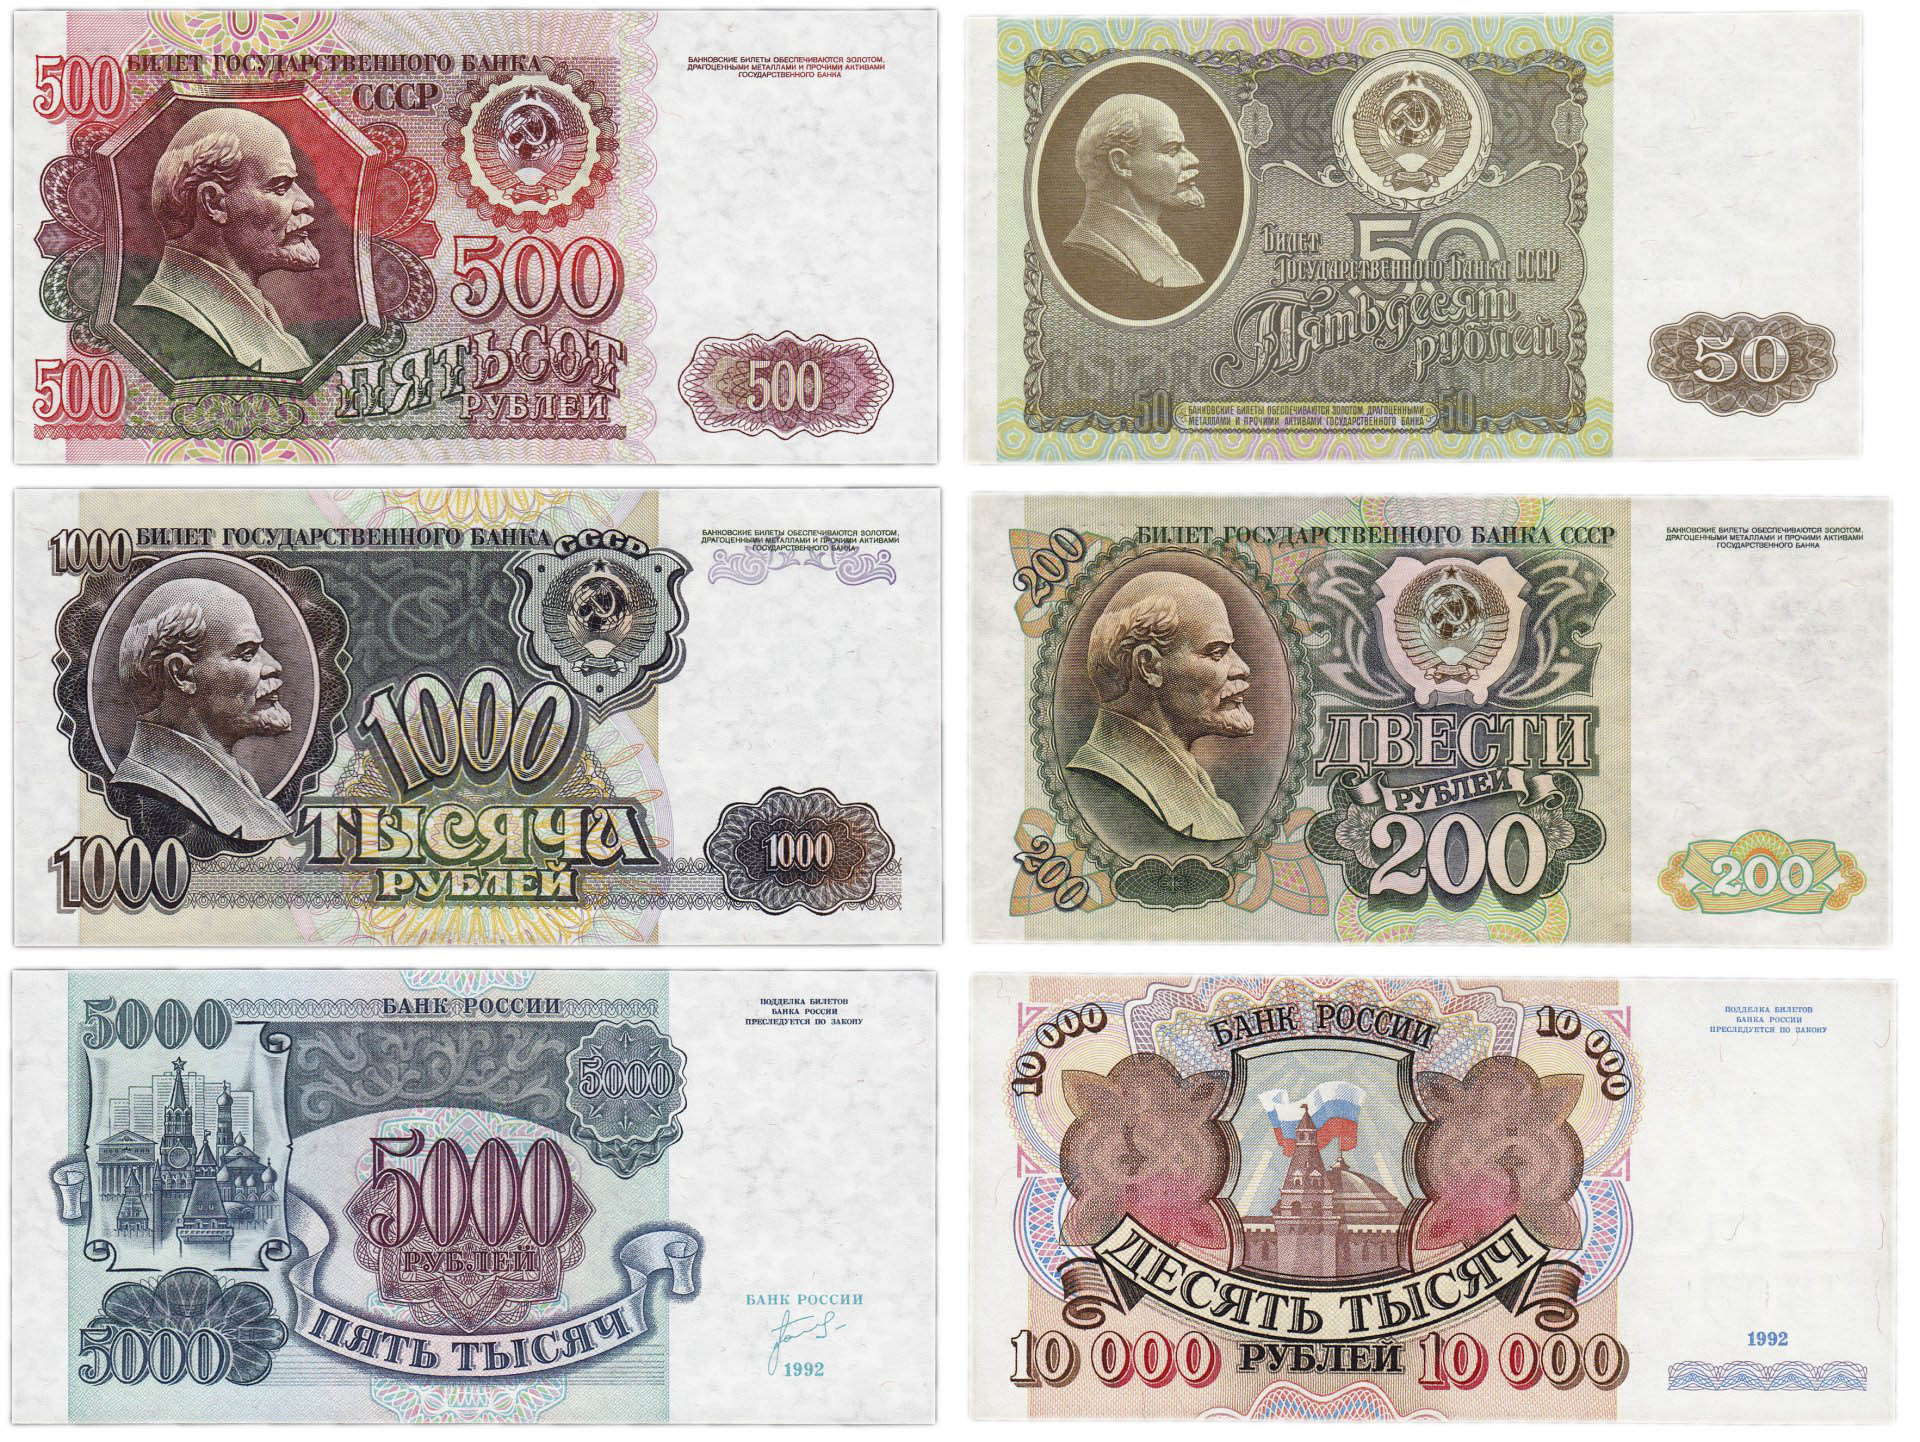 500
БИЛЕТ ГОСУДАРСТВЕННОГО БАНКА
СССР
БАНКОВСКИЕ БИЛЕТЫ ОБЕСПЕЧИВАЮТСЯ ЗОЛОТОМ,
ДРАГОЦЕННЫМИ МЕТАЛЛАМИ И ПРОЧИМИ АКТИВАМИ
ГОСУДАРСТВЕННОГО БАНКА
500
ПЯТЬСОТ
РУБЛЕЙ
500
500
50
Билет
Государственного Банка СССР
Пятьдесят
рублей
50
50
БАНКОВСКИЕ БИЛЕТЫ ОБЕСПЕЧИВАЮТСЯ ЗОЛОТОМ, ДРАГОЦЕННЫМИ
МЕТАЛЛАМИ И ПРОЧИМИ АКТИВАМИ ГОСУДАРСТВЕННОГО БАНКА
50
1000
БИЛЕТ ГОСУДАРСТВЕННОГО БАНКА
СССР
БАНКОВСКИЕ БИЛЕТЫ ОБЕСПЕЧИВАЮТСЯ ЗОЛОТОМ,
ДРАГОЦЕННЫМИ МЕТАЛЛАМИ И ПРОЧИМИ АКТИВАМИ
ГОСУДАРСТВЕННОГО БАНКА
1000
ТЫСЯЧА
РУБЛЕЙ
1000
1000
200
БИЛЕТ ГОСУДАРСТВЕННОГО БАНКА СССР
БАНКОВСКИЕ БИЛЕТЫ ОБЕСПЕЧИВАЮТСЯ ЗОЛОТОМ,
ДРАГОЦЕННЫМИ МЕТАЛЛАМИ И ПРОЧИМИ АКТИВАМИ
ГОСУДАРСТВЕННОГО БАНКА
ДВЕСТИ
РУБЛЕЙ
200
200
200
5000
БАНК РОССИИ
ПОДДЕЛКА БИЛЕТОВ
БАНКА РОССИИ
ПРЕСЛЕДУЕТСЯ ПО ЗАКОНУ
5000
5000
РУБЛЕЙ
ПЯТЬ ТЫСЯЧ
5000
БАНК РОССИИ
1992
10 000
БАНК РОССИИ
10 000
ПОДДЕЛКА БИЛЕТОВ
БАНКА РОССИИ
ПРЕСЛЕДУЕТСЯ ПО ЗАКОНУ
ДЕСЯТЬ ТЫСЯЧ
10 000 РУБЛЕЙ 10 000
1992